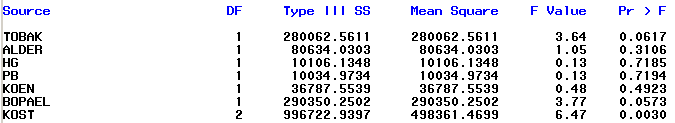 Source DF Type III SS Mean Square F Value Pr > F
TOBAK 1 280062.5611 280062.5611 3.64 0.0617
ALDER 1 80634.0303 80634.0303 1.05 0.3106
HG 1 10106.1348 10106.1348 0.13 0.7185
PB 1 10034.9734 10034.9734 0.13 0.7194
KOEN 1 36787.5539 36787.5539 0.48 0.4923
BOPAEL 1 290350.2502 290350.2502 3.77 0.0573
KOST 2 996722.9397 498361.4699 6.47 0.0030